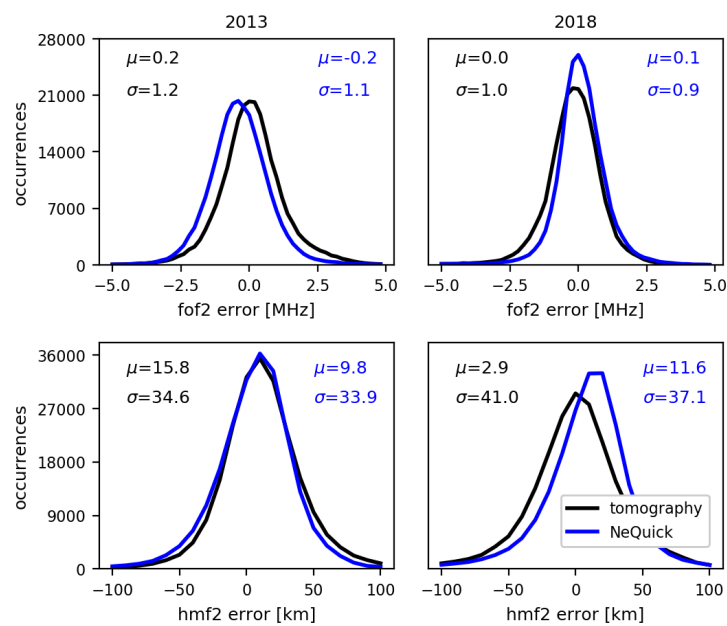 2013
2018
28000
21000
14000
7000
0
occurrences
μ=0.2
σ=1.2
μ=-0.2
σ=1.1
−5.0 −2.5 0.0 2.5 5.0
fof2 error [MHz]
μ=0.0
σ=1.0
μ=0.1
σ=0.9
−5.0 −2.5 0.0 2.5 5.0
fof2 error [MHz]
36000
27000
18000
9000
0
occurrences
μ=15.8
σ=34.6
μ=9.8
σ=33.9
−100 −50 0 50 100
hmf2 error [km]
μ=2.9
σ=41.0
μ=11.6
σ=37.1
tomography
NeQuick
−100 −50 0 50 100
hmf2 error [km]